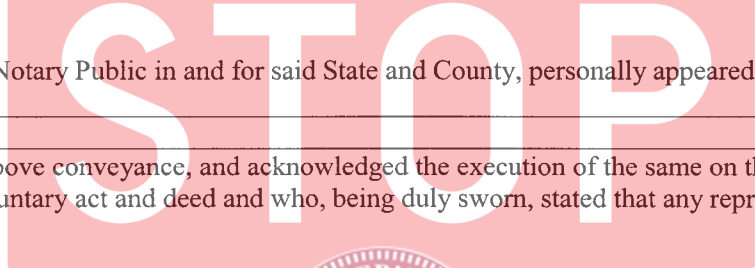 STOP
Notary Public in and for said State and County, personally appeared
ove conveyance, and acknowledged the execution of the same on th
untary act and deed and who, being duly sworn, stated that any repr